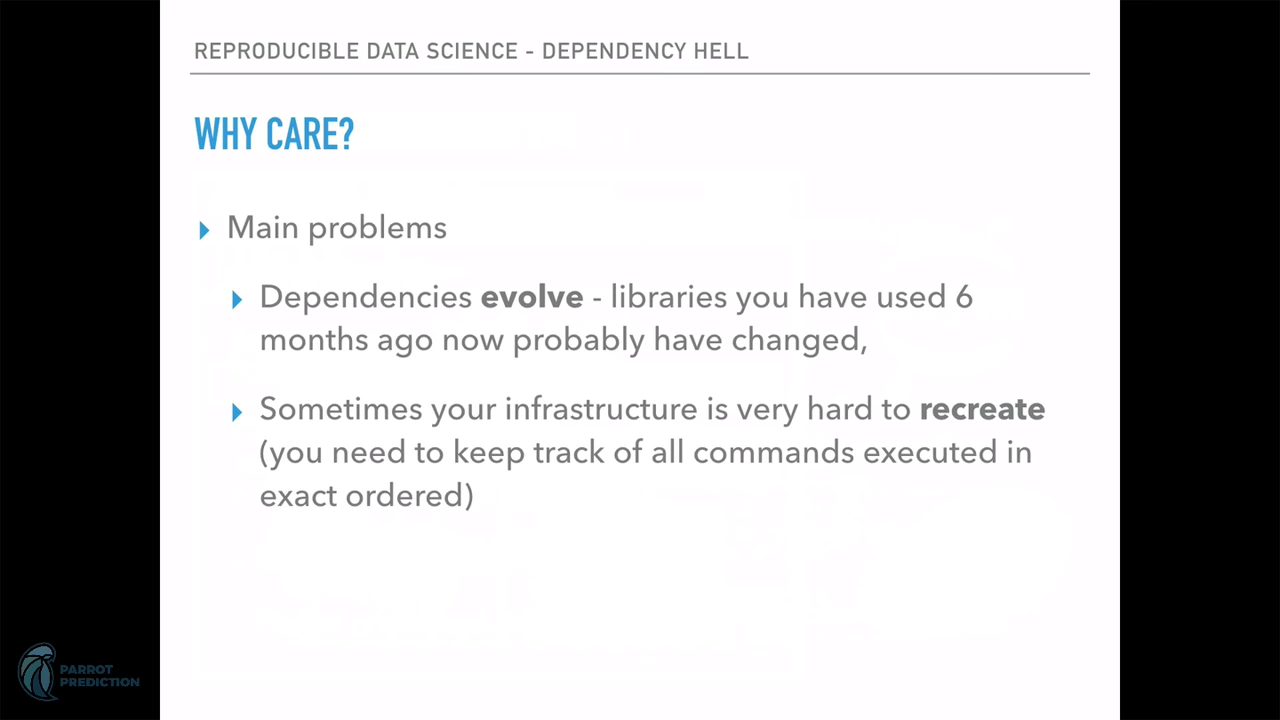 REPRODUCIBLE DATA SCIENCE - DEPENDENCY HELL
WHY CARE?
Main problems
Dependencies evolve - libraries you have used 6
months ago now probably have changed,
Sometimes your infrastructure is very hard to recreate
(you need to keep track of all commands executed in
exact ordered)
PARROT
PREDICTION